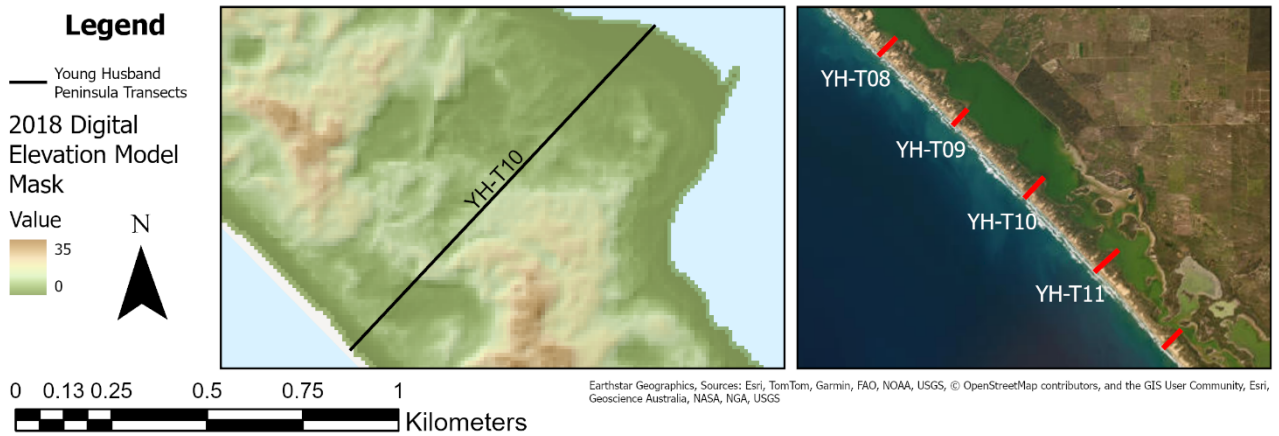 Legend
Young Husband
Peninsula Transects
2018 Digital
Elevation Model
Mask
Value
35
0
N
YH-T10
YH-T08
YH-T09
YH-T10
YH-T11
0 0.13 0.25 0.5 0.75 1
Kilometers
Earthstar Geographics, Sources: Esri, TomTom, Garmin, FAO, NOAA, USGS, © OpenStreetMap contributors, and the GIS User Community, Esri,
Geoscience Australia, NASA, NGA, USGS